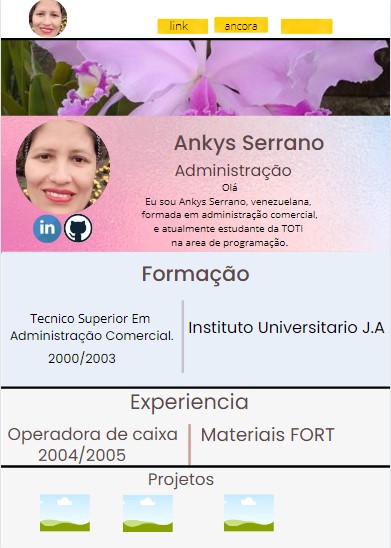 link
ancora
Ankys Serrano
Administração
Olá
Eu sou Ankys Serrano, venezuelana,
formada em administração comercial,
e atualmente estudante da TOTI
na area de programação.
in
Formação
Tecnico Superior Em
Administração Comercial.
2000/2003
Instituto Universitario J.A
Experiencia
Operadora de caixa
2004/2005
Materiais FORT
Projetos